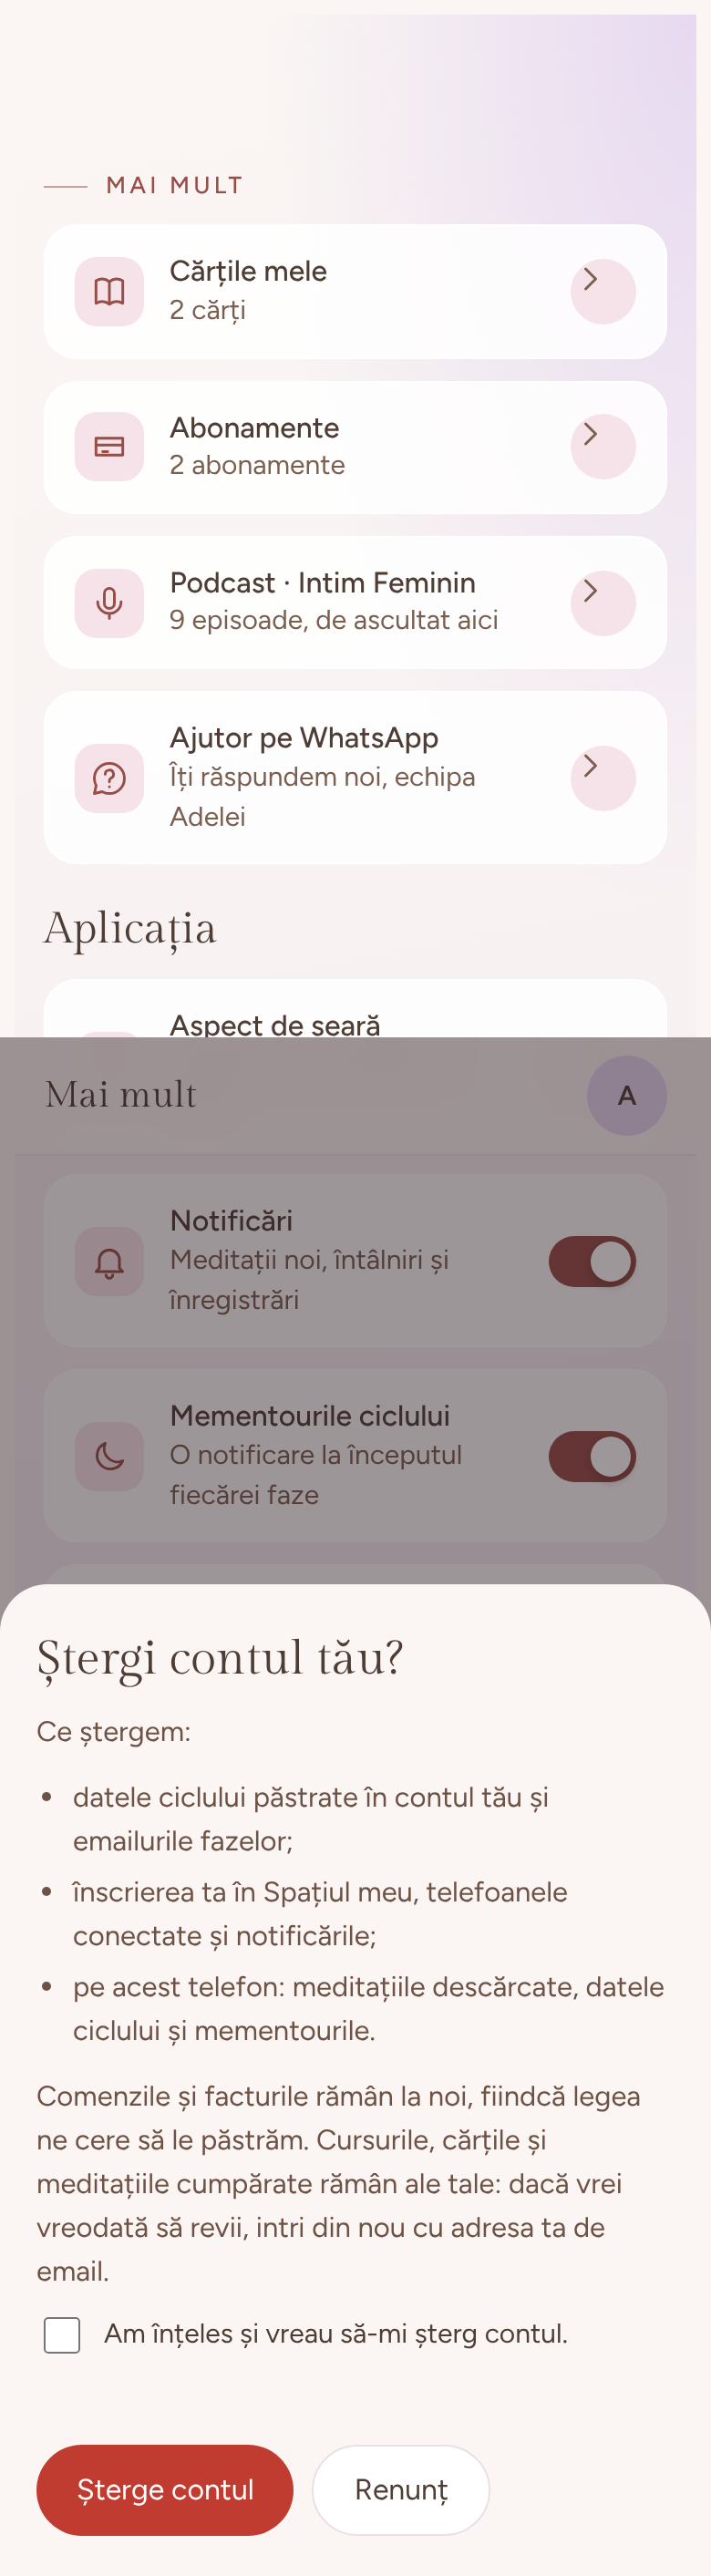 MAI MULT
Cărțile mele
2 cărți
Abonamente
2 abonamente
Podcast · Intim Feminin
9 episoade, de ascultat aici
Ajutor pe WhatsApp
Îți răspundem noi, echipa
Adelei
Aplicația
Aspect de seară
Mai mult
A
Notificări
Meditații noi, întâlniri și
înregistrări
Mementourile ciclului
O notificare la începutul
fiecărei faze
Ștergi contul tău?
Ce ștergem:
• datele ciclului păstrate în contul tău și
emailurile fazelor;
• înscrierea ta în Spațiul meu, telefoanele
conectate și notificările;
• pe acest telefon: meditațiile descărcate, datele
ciclului și mementourile.
Comenzile și facturile rămân la noi, fiindcă legea
ne cere să le păstrăm. Cursurile, cărțile și
meditațiile cumpărate rămân ale tale: dacă vrei
vreodată să revii, intri din nou cu adresa ta de
email.
Am înțeles și vreau să-mi șterg contul.
Șterge contul
Renunț